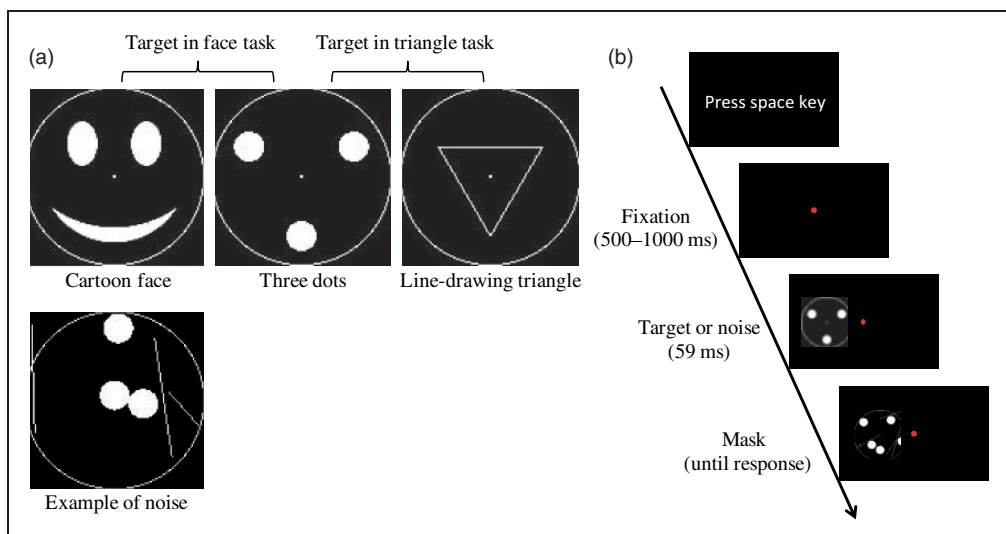 (a)
Target in face task
Target in triangle task
Cartoon face
Three dots
Line-drawing triangle
Example of noise
(b)
Press space key
Fixation
(500–1000 ms)
Target or noise
(59 ms)
Mask
(until response)